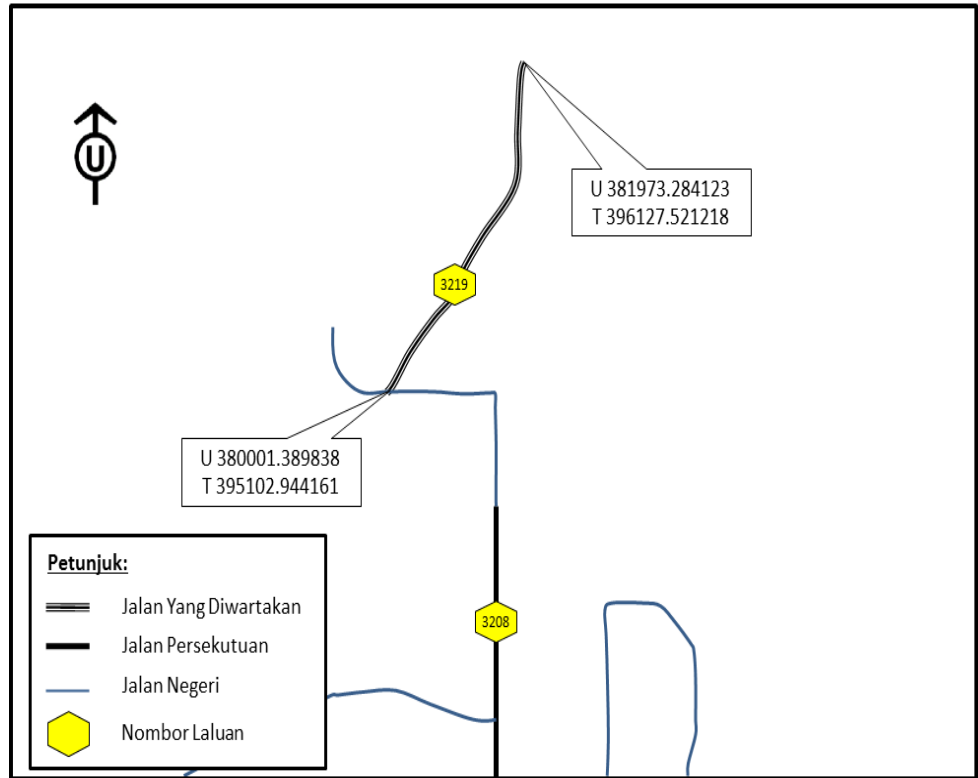 U
U 381973.284123
T 396127.521218
3219
U 380001.389838
T 395102.944161
3208
Petunjuk:
Jalan Yang Diwartakan
Jalan Persekutuan
Jalan Negeri
Nombor Laluan